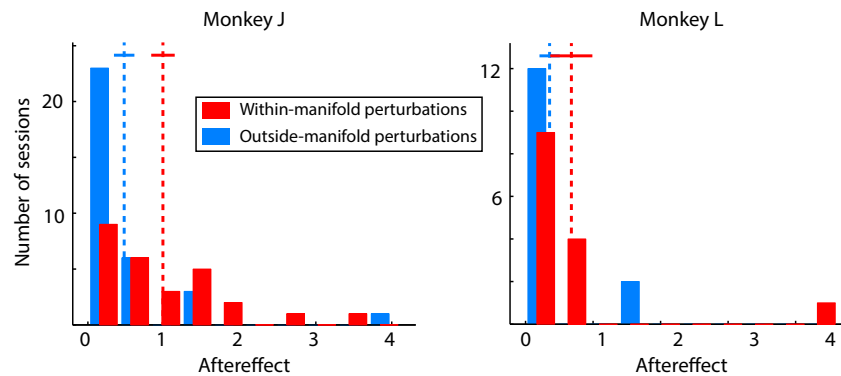 Monkey J
Monkey L
Number of sessions
20
10
12
6
Within-manifold perturbations
Outside-manifold perturbations
0 1 2 3 4
0 1 2 3 4
Aftereffect
Aftereffect